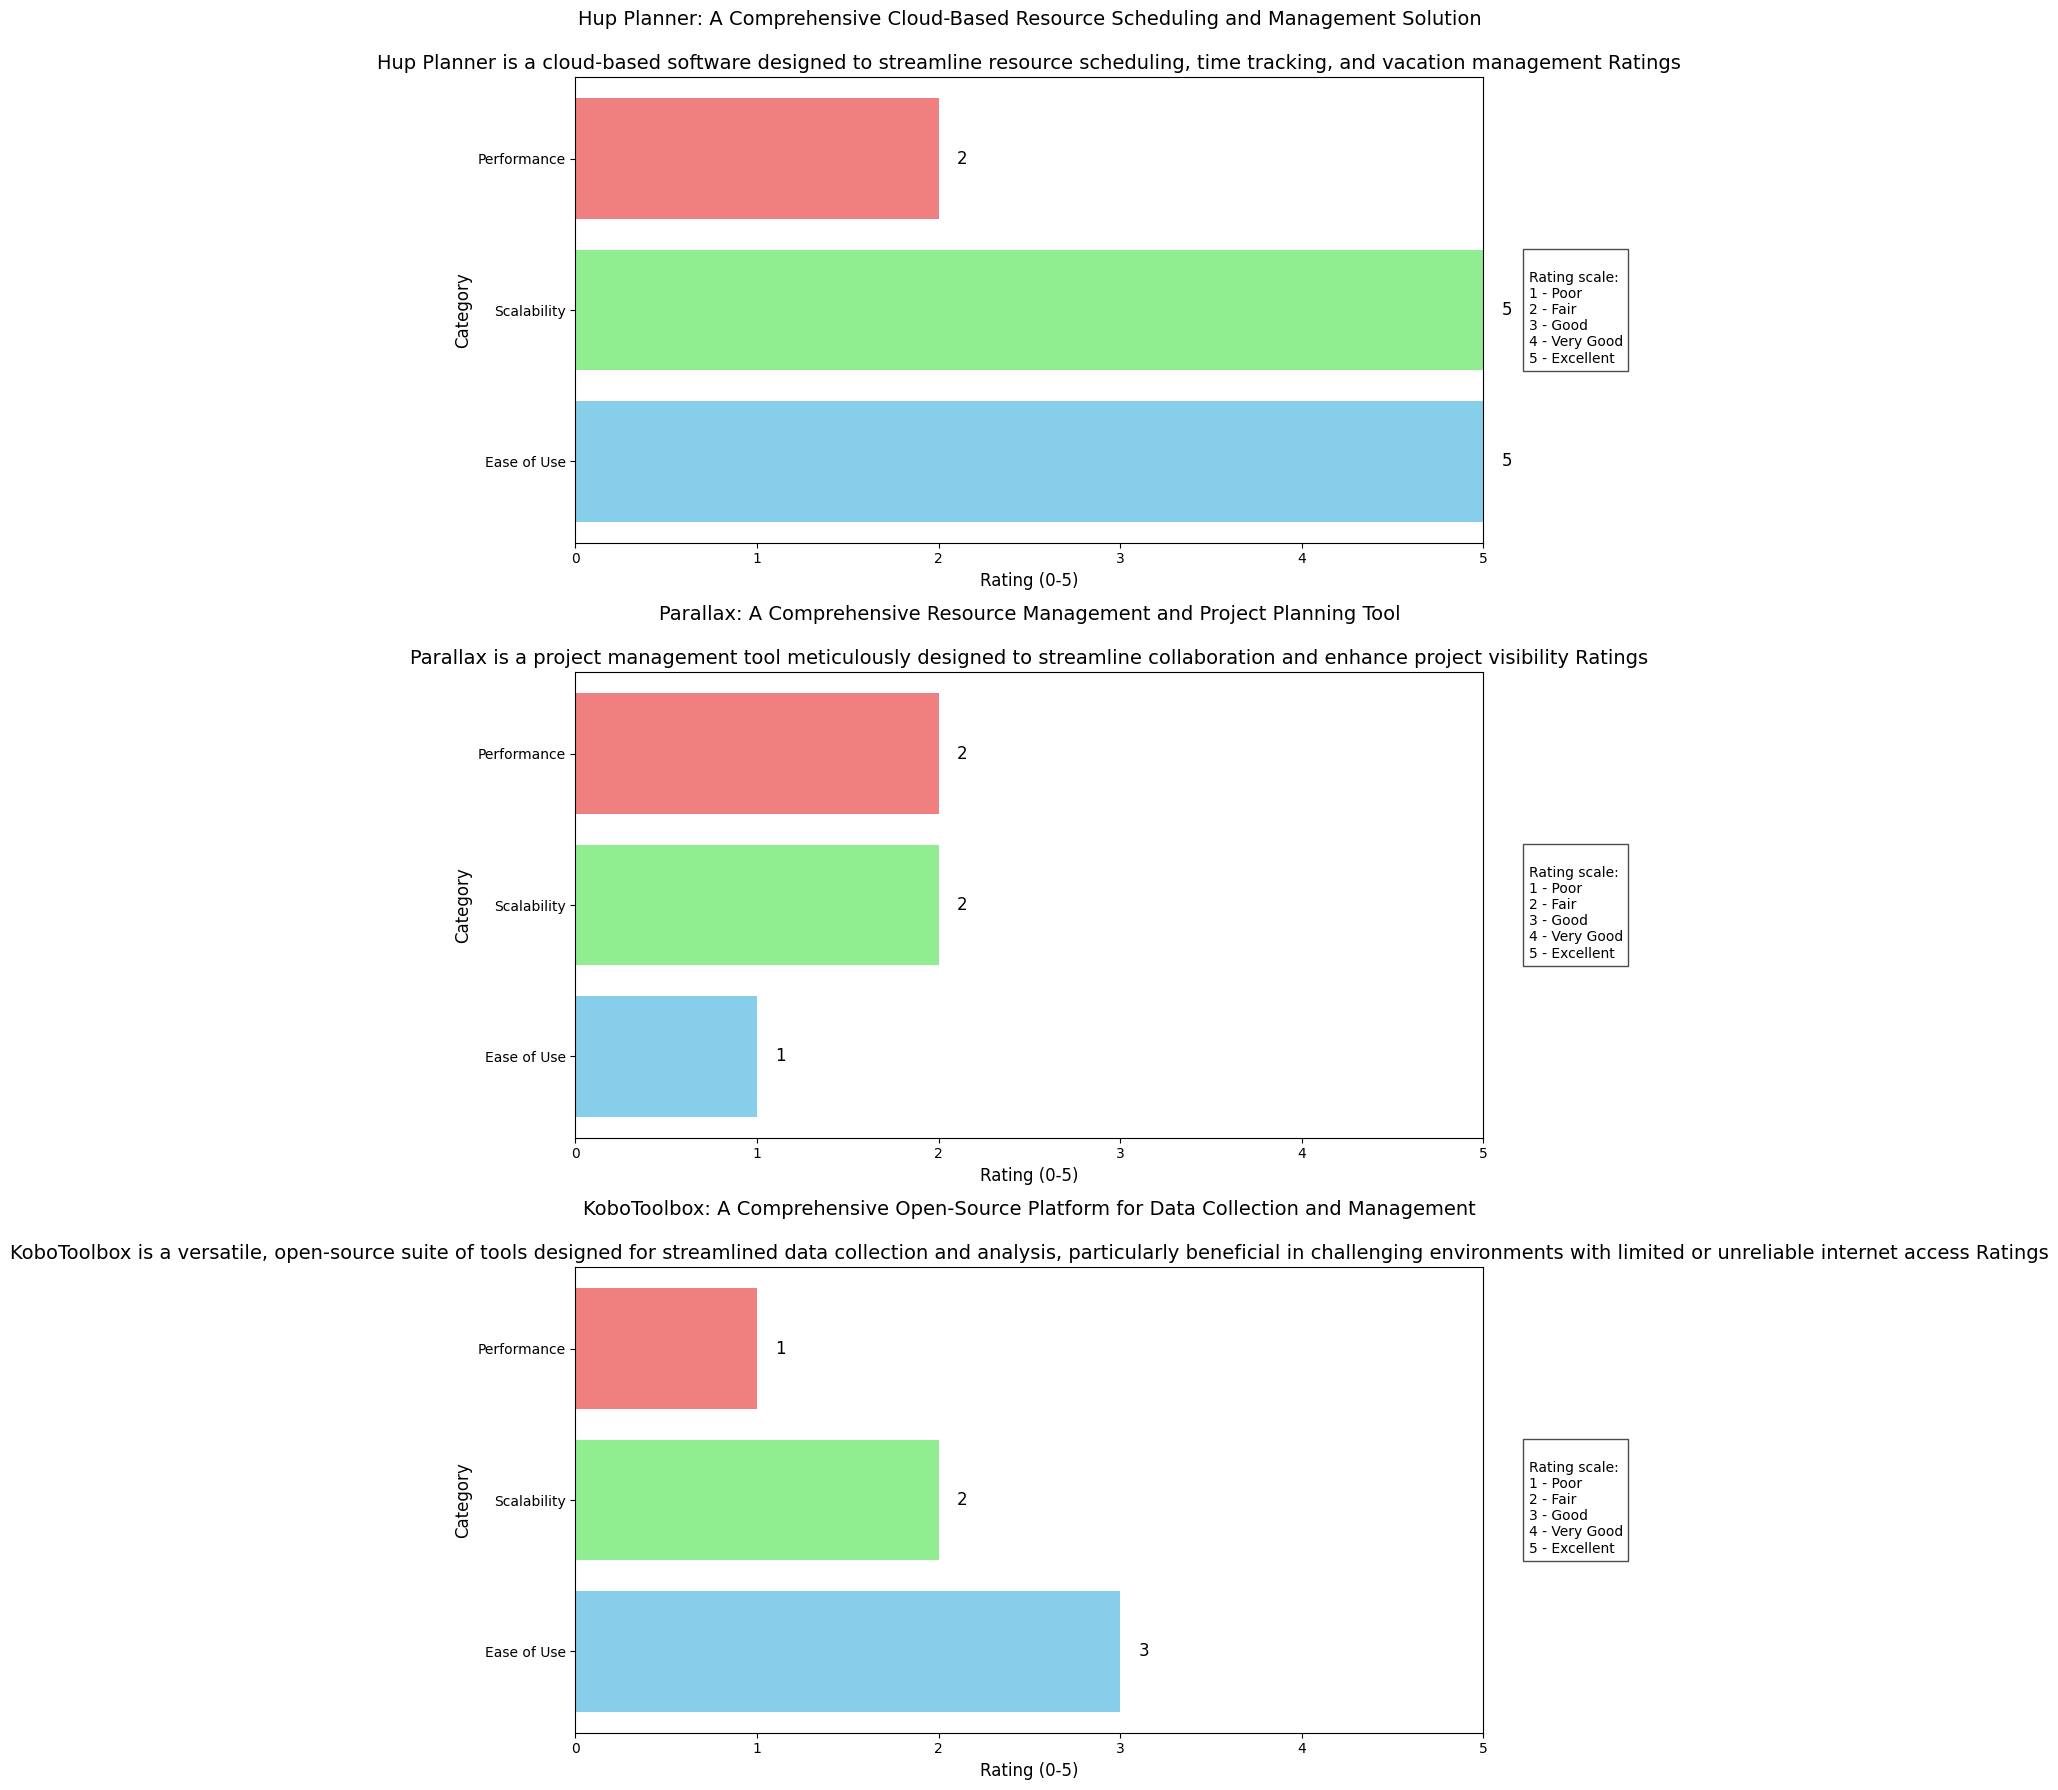 Hup Planner: A Comprehensive Cloud-Based Resource Scheduling and Management Solution
Hup Planner is a cloud-based software designed to streamline resource scheduling, time tracking, and vacation management Ratings
Performance
2
Category
Scalability
5
Rating scale:
1 - Poor
2 - Fair
3 - Good
4 - Very Good
5 - Excellent
Ease of Use
5
0 1 2 3 4 5
Rating (0-5)
Parallax: A Comprehensive Resource Management and Project Planning Tool
Parallax is a project management tool meticulously designed to streamline collaboration and enhance project visibility Ratings
Performance
2
Category
Scalability
2
Rating scale:
1 - Poor
2 - Fair
3 - Good
4 - Very Good
5 - Excellent
Ease of Use
1
0 1 2 3 4 5
Rating (0-5)
KoboToolbox: A Comprehensive Open-Source Platform for Data Collection and Management
KoboToolbox is a versatile, open-source suite of tools designed for streamlined data collection and analysis, particularly beneficial in challenging environments with limited or unreliable internet access Ratings
Performance
1
Category
Scalability
2
Rating scale:
1 - Poor
2 - Fair
3 - Good
4 - Very Good
5 - Excellent
Ease of Use
3
0 1 2 3 4 5
Rating (0-5)